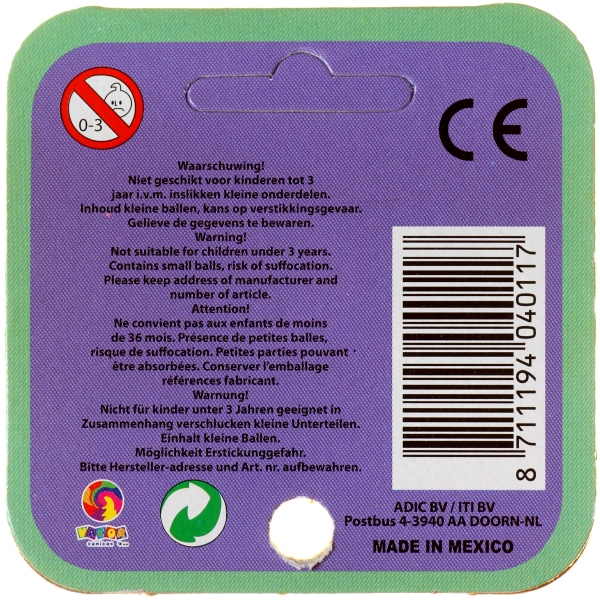 0-3
CE
Waarschuwing!
Niet geschikt voor kinderen tot 3
jaar i.v.m. inslikken kleine onderdelen.
Inhoud kleine ballen, kans op verstikkingsgevaar.
Gelieve de gegevens te bewaren.
Warning!
Not suitable for children under 3 years.
Contains small balls, risk of suffocation.
Please keep address of manufacturer and
number of article.
Attention!
Ne convient pas aux enfants de moins
de 36 mois. Présence de petites balles,
risque de suffocation. Petites parties pouvant
être absorbées. Conserver l'emballage
références fabricant.
Warnung!
Nicht für kinder unter 3 Jahren geeignet in
Zusammenhang verschlucken kleine Unterteilen.
Einhalt kleine Ballen.
Möglichkeit Erstickungsgefahr.
Bitte Hersteller-adresse und Art. nr. aufbewahren.
8 711194 040117
VACOR
ADIC BV / ITI BV
Postbus 4-3940 AA DOORN-NL
MADE IN MEXICO